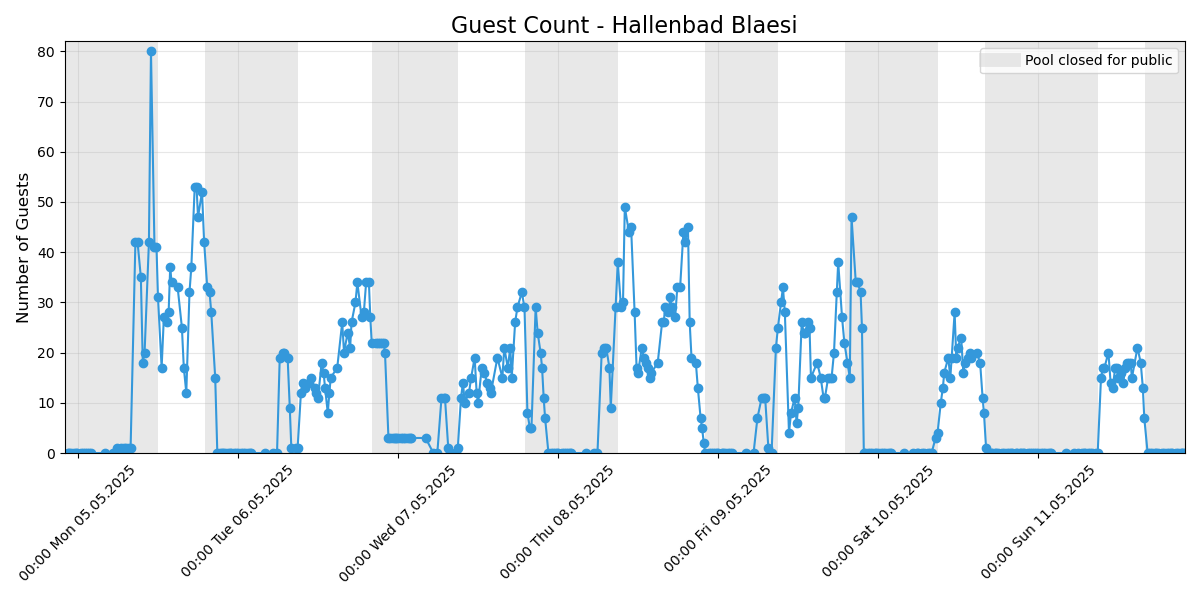 Guest Count - Hallenbad Blaesi
Pool closed for public
Number of Guests
80
70
60
50
40
30
20
10
0
00:00 Mon 05.05.2025
00:00 Tue 06.05.2025
00:00 Wed 07.05.2025
00:00 Thu 08.05.2025
00:00 Fri 09.05.2025
00:00 Sat 10.05.2025
00:00 Sun 11.05.2025